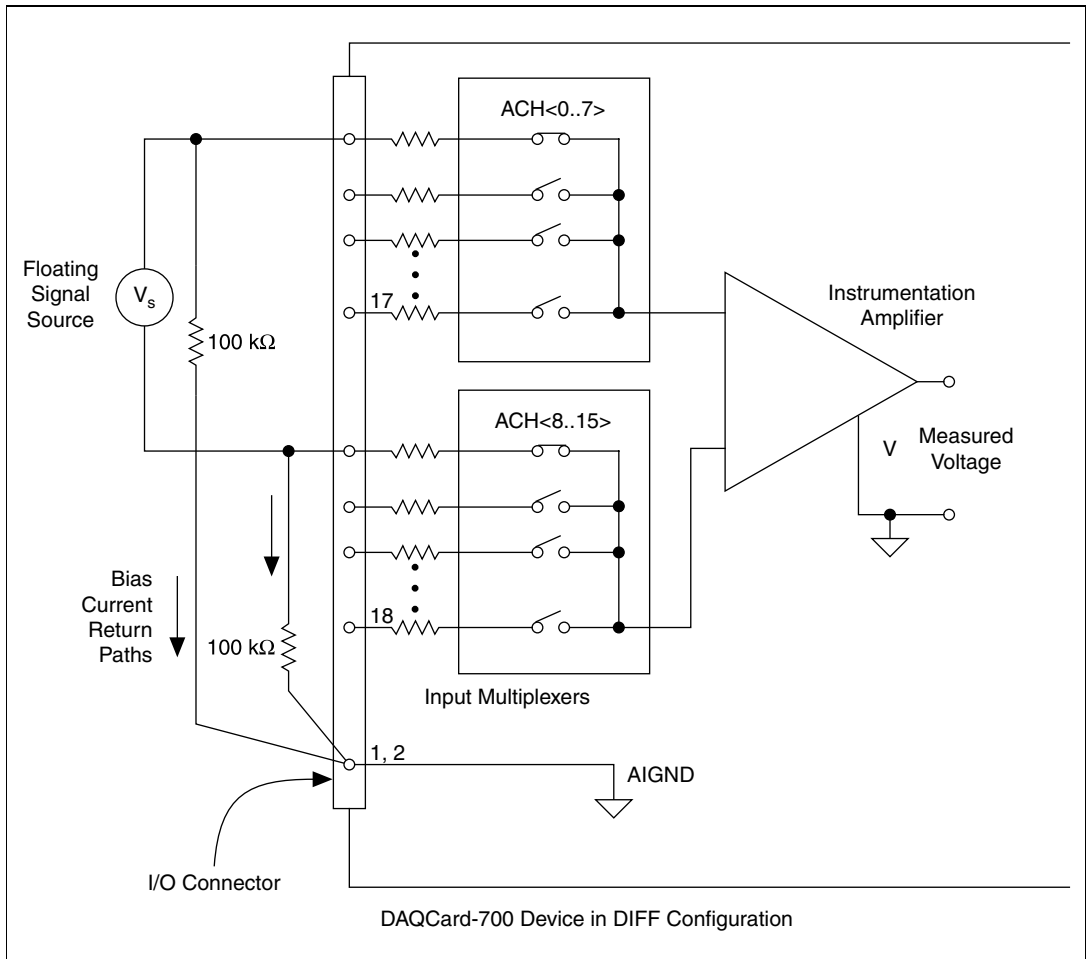 ACH<0..7>
Floating
Signal
Source
Vs
100 kΩ
17
Instrumentation
Amplifier
ACH<8..15>
V
Measured
Voltage
Bias
Current
Return
Paths
100 kΩ
18
Input Multiplexers
1, 2
AIGND
I/O Connector
DAQCard-700 Device in DIFF Configuration